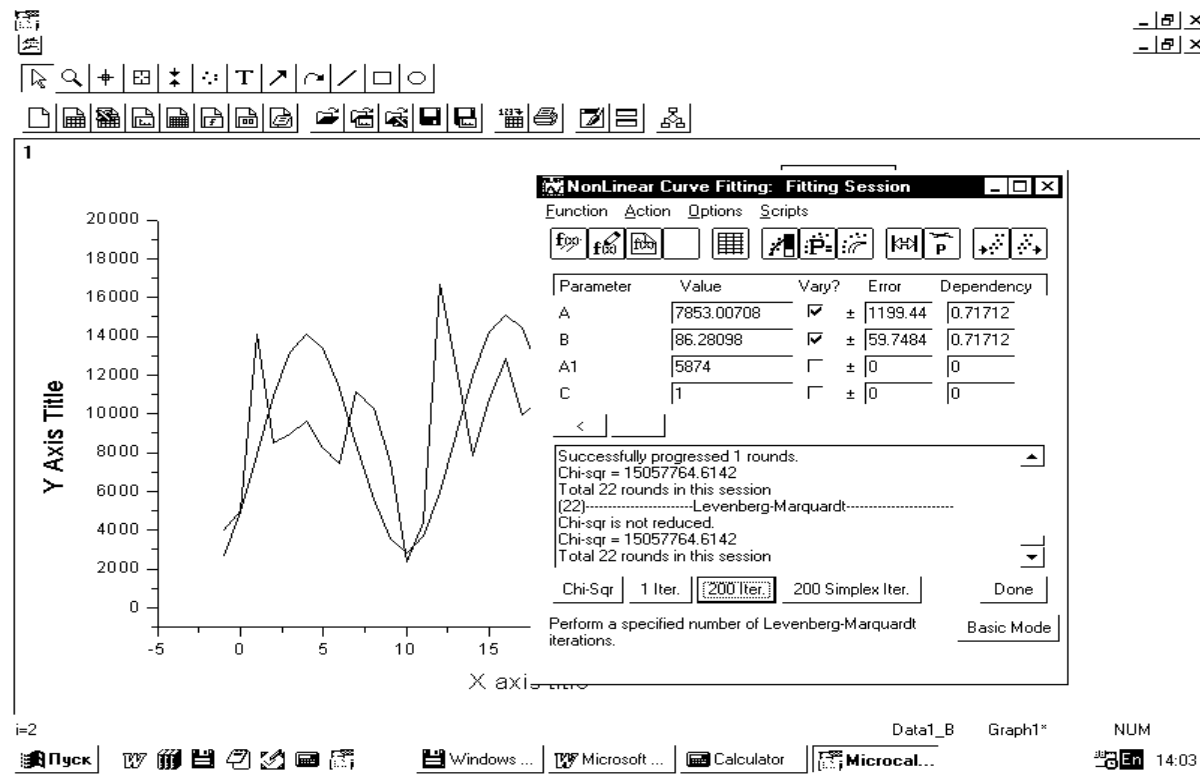 1
NonLinear Curve Fitting: Fitting Session
Function Action Options Scripts
Parameter Value Vary? Error Dependency
A 7853.00708 ± 1199.44 0.71712
B 86.28098 ± 59.7484 0.71712
A1 5874 ± 0 0
C 1 ± 0 0
<
Successfully progressed 1 rounds.
Chi-sqr = 15057764.6142
Total 22 rounds in this session
(22)-----------------------Levenberg-Marquardt-----------------------
Chi-sqr is not reduced.
Chi-sqr = 15057764.6142
Total 22 rounds in this session
Chi-Sqr 1 Iter. 200 Iter. 200 Simplex Iter. Done
Perform a specified number of Levenberg-Marquardt
iterations.
Basic Mode
20000
18000
16000
14000
12000
10000
8000
6000
4000
2000
0
Y Axis Title
-5 0 5 10 15
X axis title
i=2 Data1_B Graph1* NUM
Пуск Windows ... Microsoft ... Calculator Microcal... En 14:03